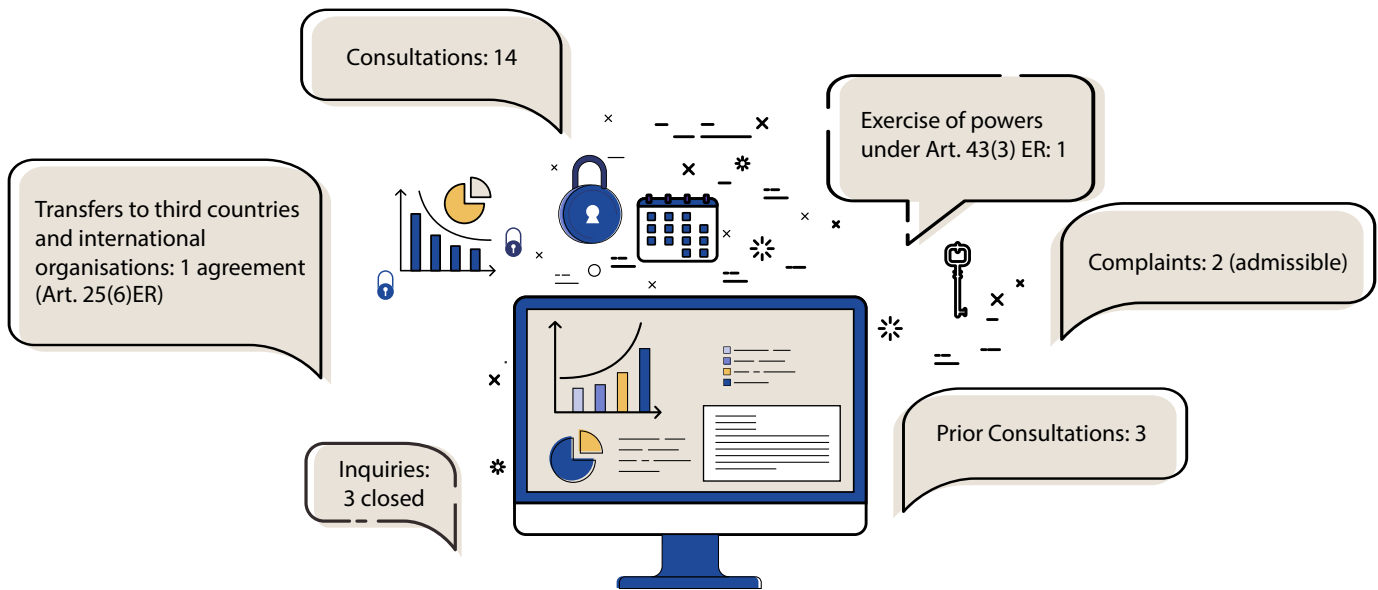 Consultations: 14
Exercise of powers
under Art. 43(3) ER: 1
Transfers to third countries
and international
organisations: 1 agreement
(Art. 25(6)ER)
Complaints: 2 (admissible)
Prior Consultations: 3
Inquiries:
3 closed